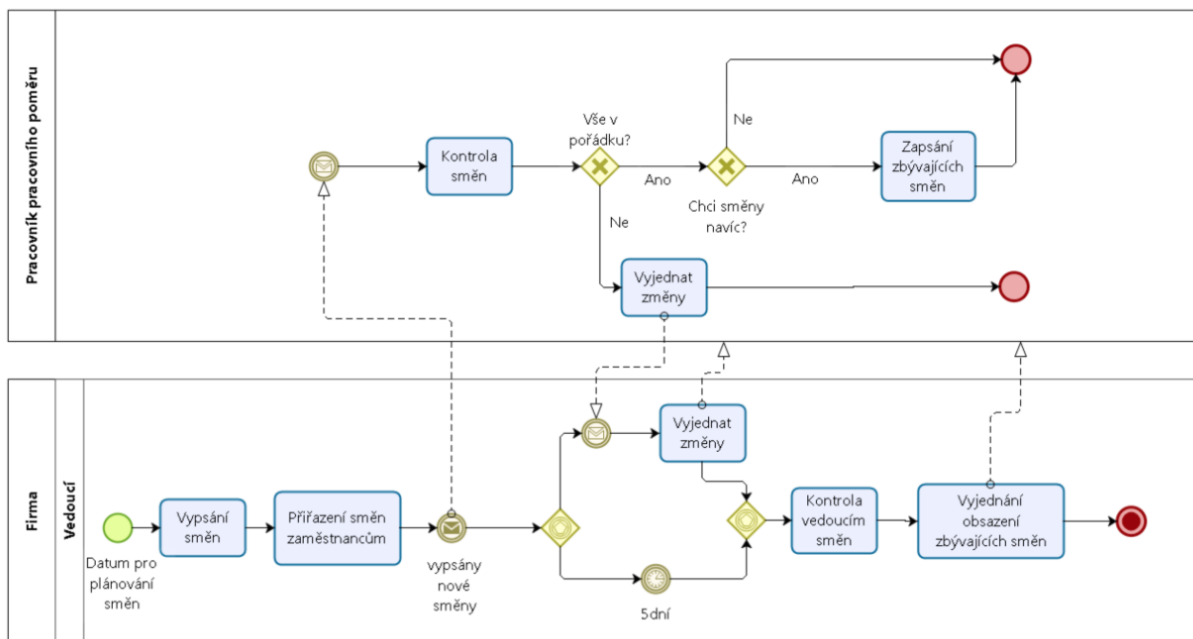 Pracovník pracovního poměru
Vše v
pořádku?
Ne
Kontrola
směn
Ano
Chci směny
navíc?
Ano
Zapsání
zbývajících
směn
Ne
Vyjednat
změny
Firma
Vedoucí
Datum pro
plánování
směn
Vypsání
směn
Přiřazení směn
zaměstnancům
vypsány
nové
směny
Vyjednat
změny
5dní
Kontrola
vedoucím
směn
Vyjednání
obsazení
zbývajících směn